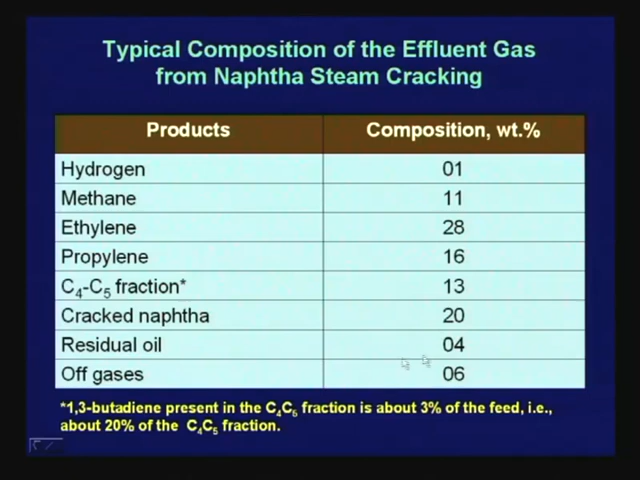 Typical Composition of the Effluent Gas
from Naphtha Steam Cracking
Products Composition, wt.%
Hydrogen 01
Methane 11
Ethylene 28
Propylene 16
C₄-C₅ fraction* 13
Cracked naphtha 20
Residual oil 04
Off gases 06
*1,3-butadiene present in the C₄C₅ fraction is about 3% of the feed, i.e.,
about 20% of the C₄C₅ fraction.